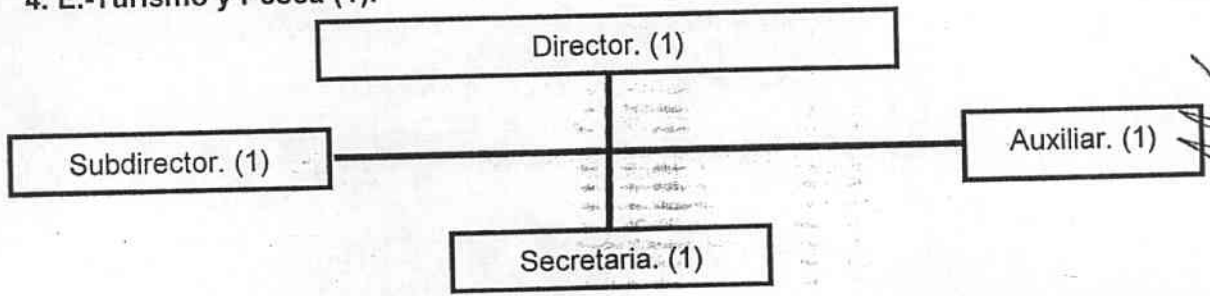 4. E.-Turismo y Pesca (1).
Director. (1)
Subdirector. (1)
Auxiliar. (1)
Secretaria. (1)